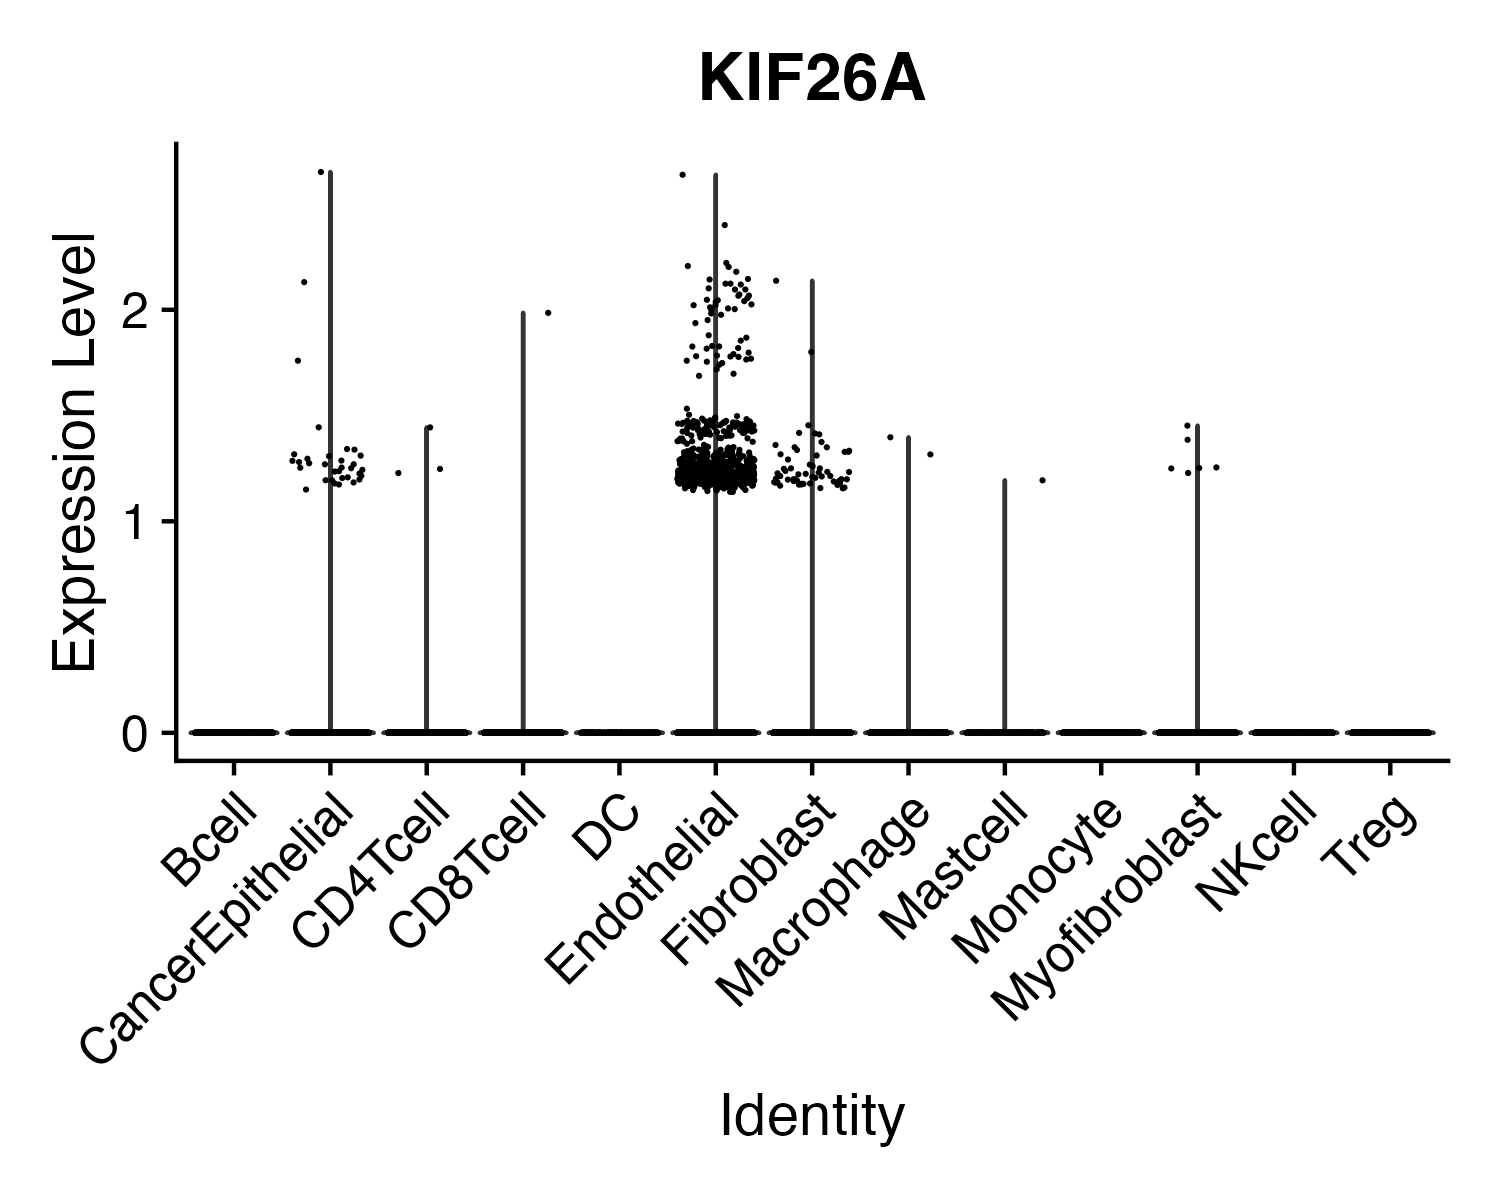 KIF26A
Expression Level
2
1
0
Bcell
CancerEpithelial
CD4Tcell
CD8Tcell
DC
Endothelial
Fibroblast
Macrophage
Mastcell
Monocyte
Myofibroblast
NKcell
Treg
Identity